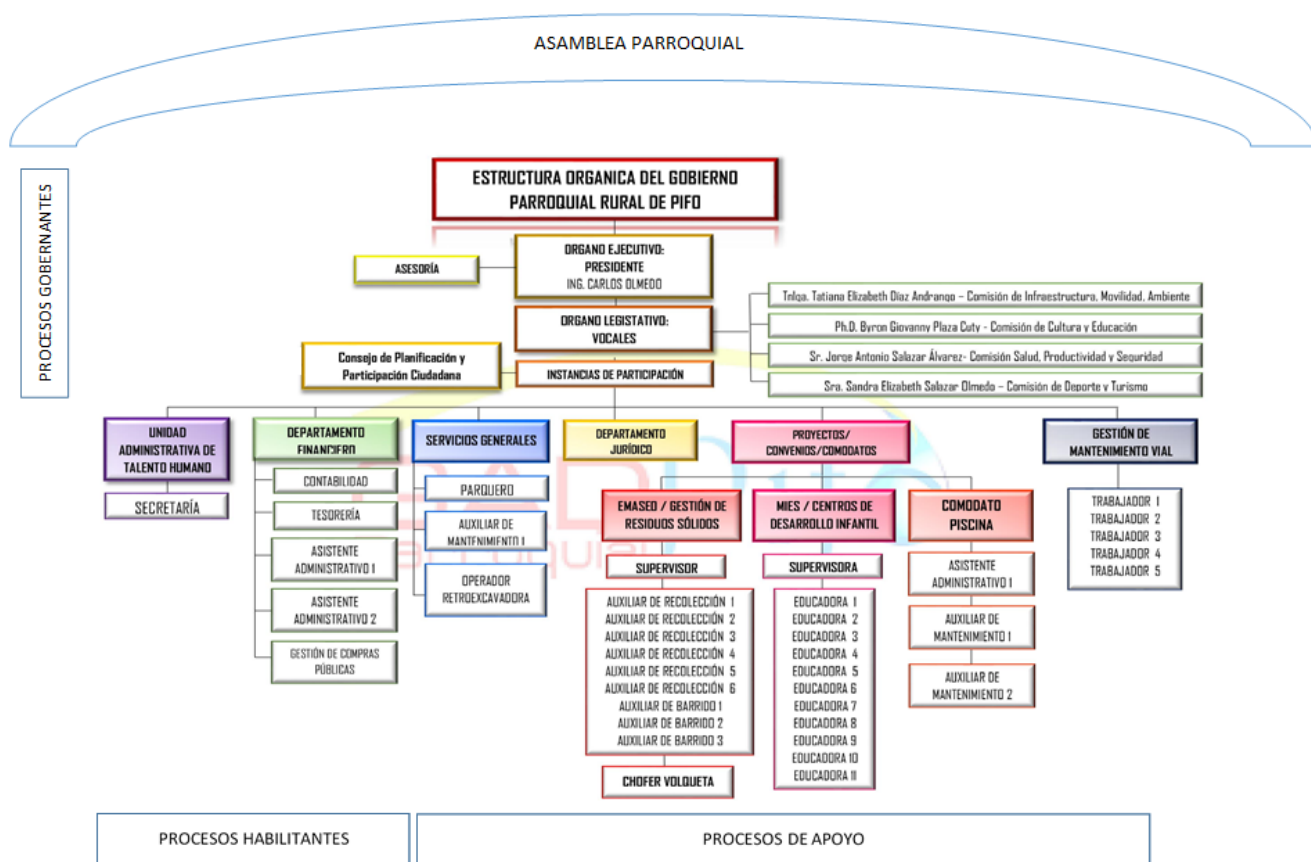 ASAMBLEA PARROQUIAL
PROCESOS GOBERNANTES
ESTRUCTURA ORGANICA DEL GOBIERNO
PARROQUIAL RURAL DE PIFO
ORGANO EJECUTIVO:
PRESIDENTE
ING. CARLOS OLMEDO
ASESORÍA
ORGANO LEGISLATIVO:
VOCALES
Tnlga. Tatiana Elizabeth Díaz Andrango – Comisión de Infraestructura, Movilidad, Ambiente
Ph.D. Byron Giovanny Plaza Cuty - Comisión de Cultura y Educación
Sr. Jorge Antonio Salazar Álvarez- Comisión Salud, Productividad y Seguridad
Sra. Sandra Elizabeth Salazar Olmedo – Comisión de Deporte y Turismo
Consejo de Planificación y
Participación Ciudadana
INSTANCIAS DE PARTICIPACIÓN
UNIDAD
ADMINISTRATIVA DE
TALENTO HUMANO
SECRETARÍA
DEPARTAMENTO
FINANCIERO
CONTABILIDAD
TESORERÍA
ASISTENTE
ADMINISTRATIVO 1
ASISTENTE
ADMINISTRATIVO 2
GESTIÓN DE COMPRAS
PÚBLICAS
SERVICIOS GENERALES
PARQUERO
AUXILIAR DE
MANTENIMIENTO 1
OPERADOR
RETROEXCAVADORA
DEPARTAMENTO
JURÍDICO
PROYECTOS/
CONVENIOS/COMODATOS
EMASEO / GESTIÓN DE
RESIDUOS SÓLIDOS
SUPERVISOR
AUXILIAR DE RECOLECCIÓN 1
AUXILIAR DE RECOLECCIÓN 2
AUXILIAR DE RECOLECCIÓN 3
AUXILIAR DE RECOLECCIÓN 4
AUXILIAR DE RECOLECCIÓN 5
AUXILIAR DE RECOLECCIÓN 6
AUXILIAR DE BARRIDO 1
AUXILIAR DE BARRIDO 2
AUXILIAR DE BARRIDO 3
CHOFER VOLQUETA
MIES / CENTROS DE
DESARROLLO INFANTIL
SUPERVISORA
EDUCADORA 1
EDUCADORA 2
EDUCADORA 3
EDUCADORA 4
EDUCADORA 5
EDUCADORA 6
EDUCADORA 7
EDUCADORA 8
EDUCADORA 9
EDUCADORA 10
EDUCADORA 11
COMODATO
PISCINA
ASISTENTE
ADMINISTRATIVO 1
AUXILIAR DE
MANTENIMIENTO 1
AUXILIAR DE
MANTENIMIENTO 2
GESTIÓN DE
MANTENIMIENTO VIAL
TRABAJADOR 1
TRABAJADOR 2
TRABAJADOR 3
TRABAJADOR 4
TRABAJADOR 5
PROCESOS HABILITANTES
PROCESOS DE APOYO